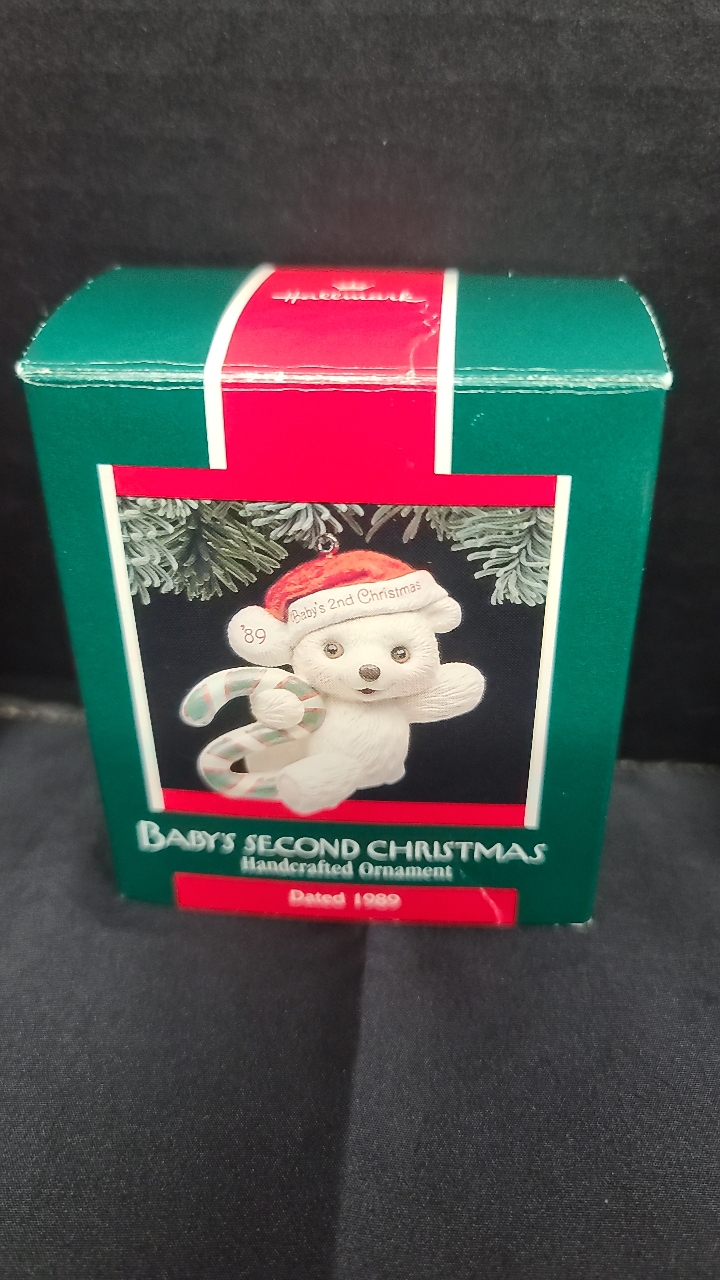 Hallmark
Baby's 2nd Christmas
'89
BABY'S SECOND CHRISTMAS
Handcrafted Ornament
Dated 1989